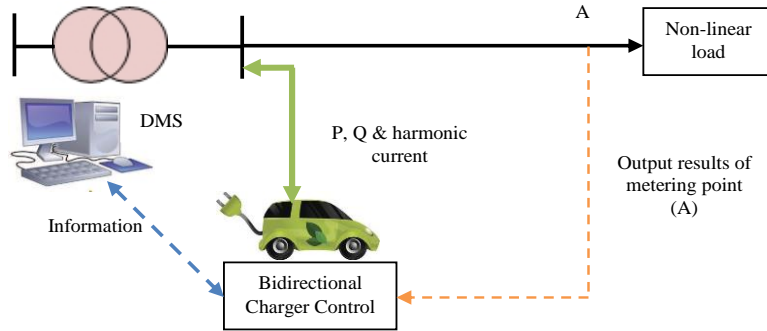 A
Non-linear
load
DMS
P, Q & harmonic
current
Output results of
metering point
(A)
Information
Bidirectional
Charger Control